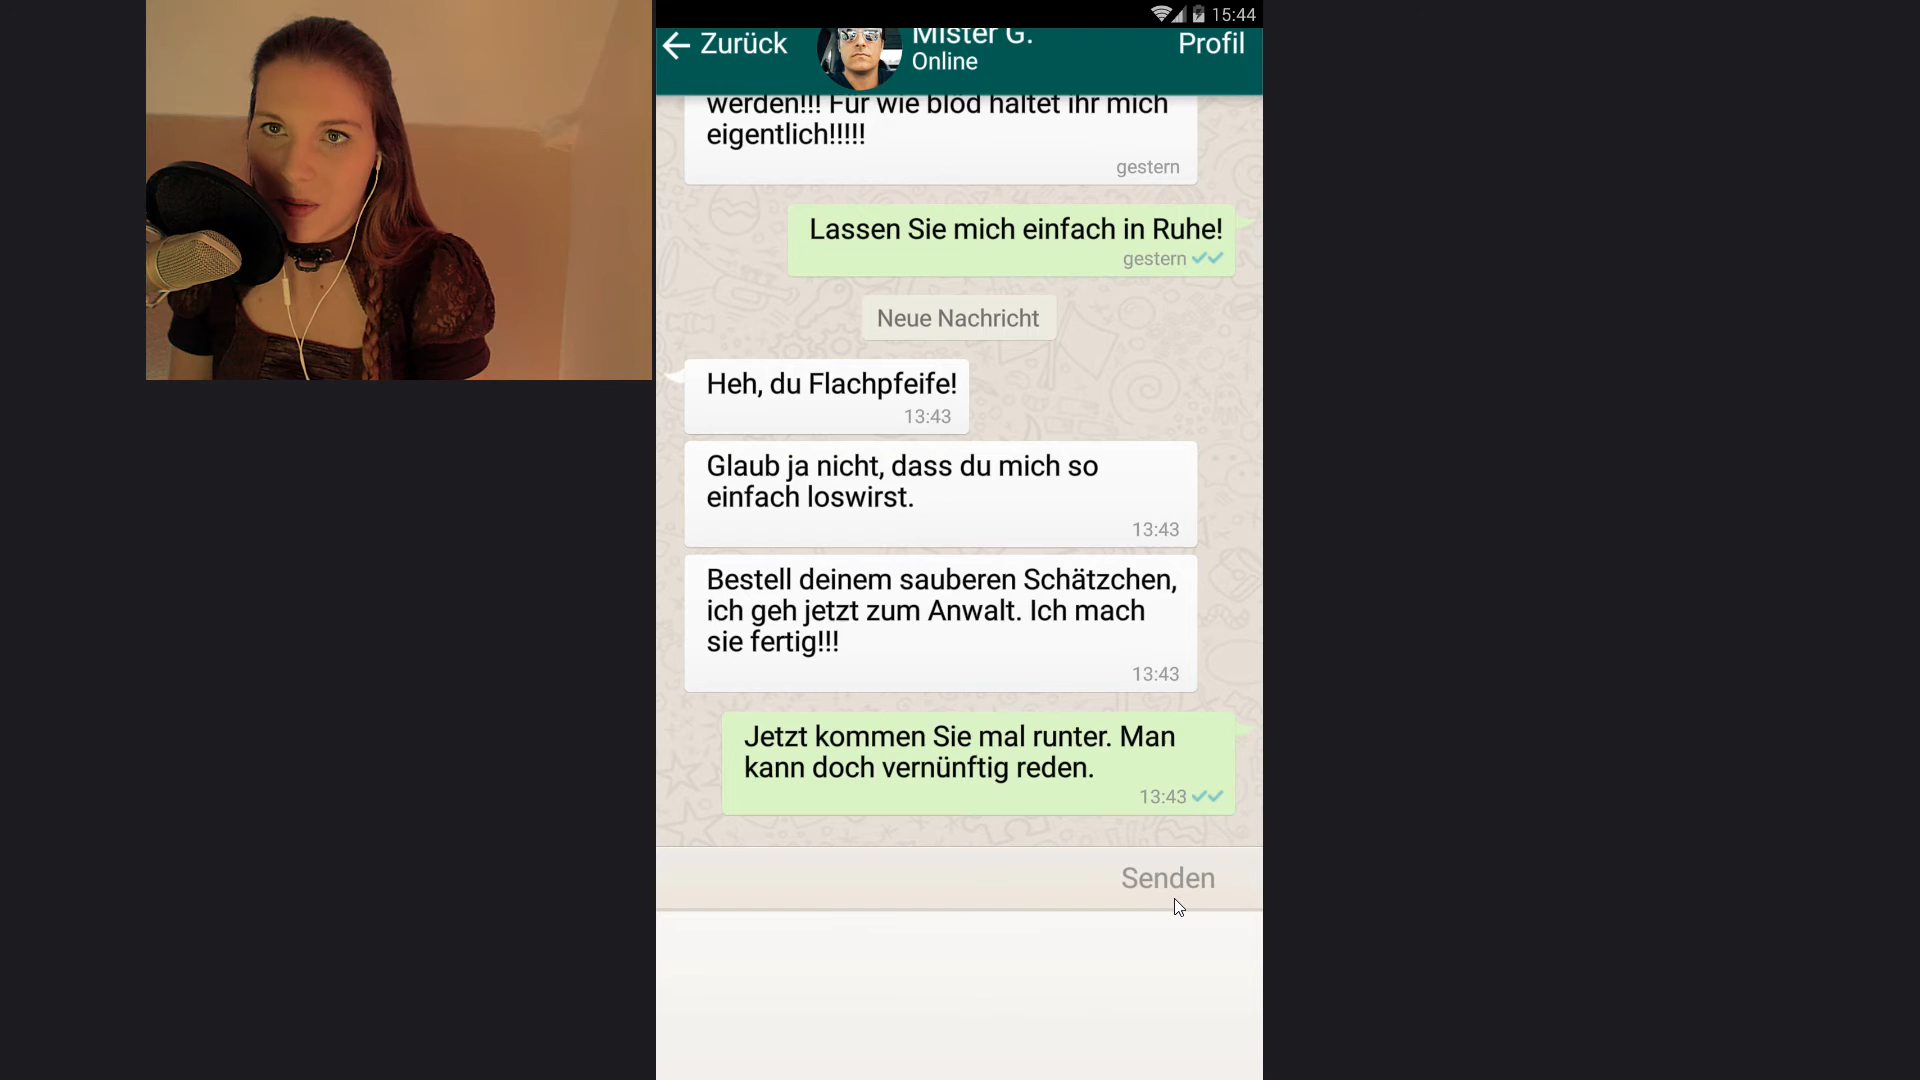 15:44
Zurück
Mister G.
Profil
Online
werden!!! Für wie blöd haltet ihr mich
eigentlich!!!!!
gestern
Lassen Sie mich einfach in Ruhe!
gestern
Neue Nachricht
Heh, du Flachpfeife!
13:43
Glaub ja nicht, dass du mich so
einfach loswirst.
13:43
Bestell deinem sauberen Schätzchen,
ich geh jetzt zum Anwalt. Ich mach
sie fertig!!!
13:43
Jetzt kommen Sie mal runter. Man
kann doch vernünftig reden.
13:43
Senden